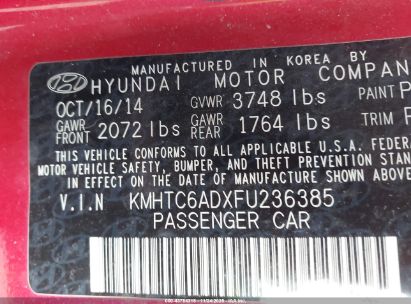 MANUFACTURED IN KOREA BY
HYUNDAI MOTOR COMPAN
OCT/16/14 GVWR 3748 lbs PAINT P
GAWR FRONT 2072 lbs GAWR REAR 1764 lbs TRIM
THIS VEHICLE CONFORMS TO ALL APPLICABLE U.S.A. FEDER
MOTOR VEHICLE SAFETY, BUMPER, AND THEFT PREVENTION STAN
IN EFFECT ON THE DATE OF MANUFACTURE SHOWN ABOVE
V.I.N KMHTC6ADXFU236385
PASSENGER CAR